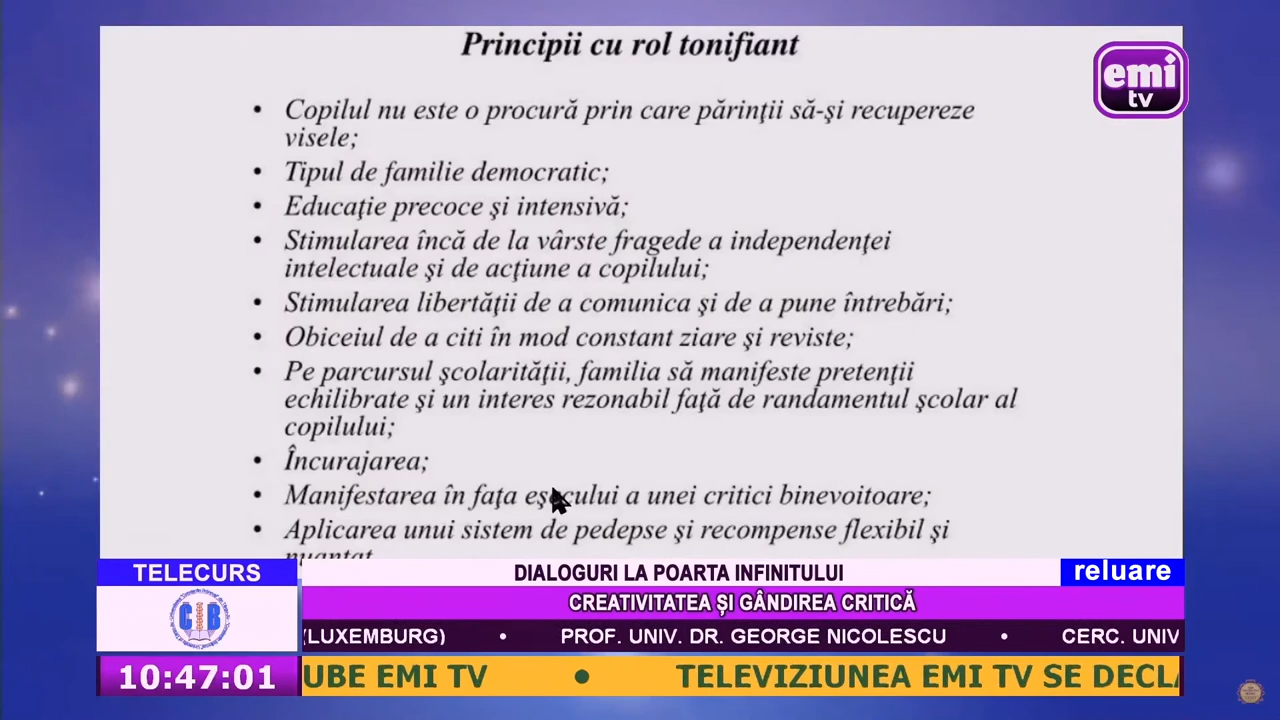 Principii cu rol tonifiant
emi
tv
• Copilul nu este o procură prin care părinţii să-şi recupereze
visele;
• Tipul de familie democratic;
• Educaţie precoce şi intensivă;
• Stimularea încă de la vârste fragede a independenţei
intelectuale şi de acţiune a copilului;
• Stimularea libertăţii de a comunica şi de a pune întrebări;
• Obiceiul de a citi în mod constant ziare şi reviste;
• Pe parcursul şcolarităţii, familia să manifeste pretenţii
echilibrate şi un interes rezonabil faţă de randamentul şcolar al
copilului;
• Încurajarea;
• Manifestarea în faţa eşecului a unei critici binevoitoare;
• Aplicarea unui sistem de pedepse şi recompense flexibil şi
nuanţat
TELECURS
DIALOGURI LA POARTA INFINITULUI
reluare
CREATIVITATEA ȘI GÂNDIREA CRITICĂ
CIB
(LUXEMBURG) • PROF. UNIV. DR. GEORGE NICOLESCU • CERC. UNIV
10:47:01
UBE EMI TV • TELEVIZIUNEA EMI TV SE DECLA